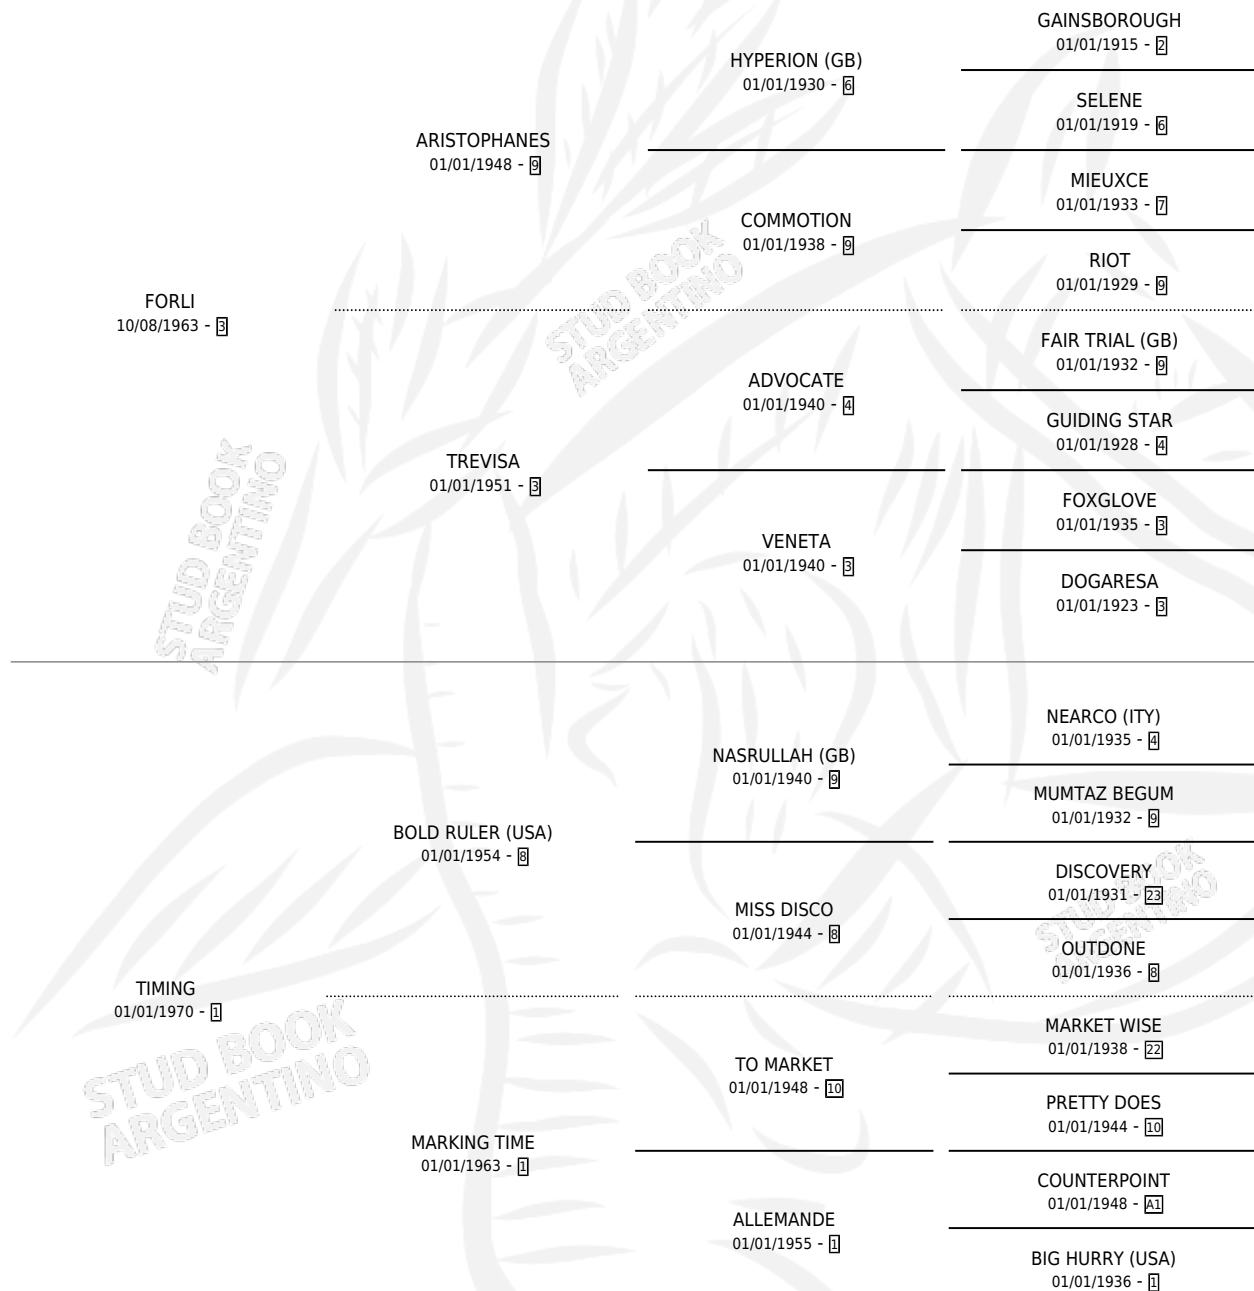 GAINSBOROUGH
01/01/1915 - 2
HYPERION (GB)
01/01/1930 - 6
SELENE
01/01/1919 - 6
ARISTOPHANES
01/01/1948 - 9
MIEUXCE
01/01/1933 - 7
COMMOTION
01/01/1938 - 9
RIOT
01/01/1929 - 9
FORLI
10/08/1963 - 3
FAIR TRIAL (GB)
01/01/1932 - 9
ADVOCATE
01/01/1940 - 4
GUIDING STAR
01/01/1928 - 4
TREVISA
01/01/1951 - 3
FOXGLOVE
01/01/1935 - 3
VENETA
01/01/1940 - 3
DOGARESA
01/01/1923 - 3
NEARCO (ITY)
01/01/1935 - 4
NASRULLAH (GB)
01/01/1940 - 9
MUMTAZ BEGUM
01/01/1932 - 9
BOLD RULER (USA)
01/01/1954 - 8
DISCOVERY
01/01/1931 - 23
MISS DISCO
01/01/1944 - 8
OUTDONE
01/01/1936 - 8
TIMING
01/01/1970 - 1
MARKET WISE
01/01/1938 - 22
TO MARKET
01/01/1948 - 10
PRETTY DOES
01/01/1944 - 10
MARKING TIME
01/01/1963 - 1
COUNTERPOINT
01/01/1948 - A1
ALLEMANDE
01/01/1955 - 1
BIG HURRY (USA)
01/01/1936 - 1
STUD BOOK
ARGENTINO
STUD BOOK
ARGENTINO
STUD BOOK
ARGENTINO
STUD BOOK
ARGENTINO